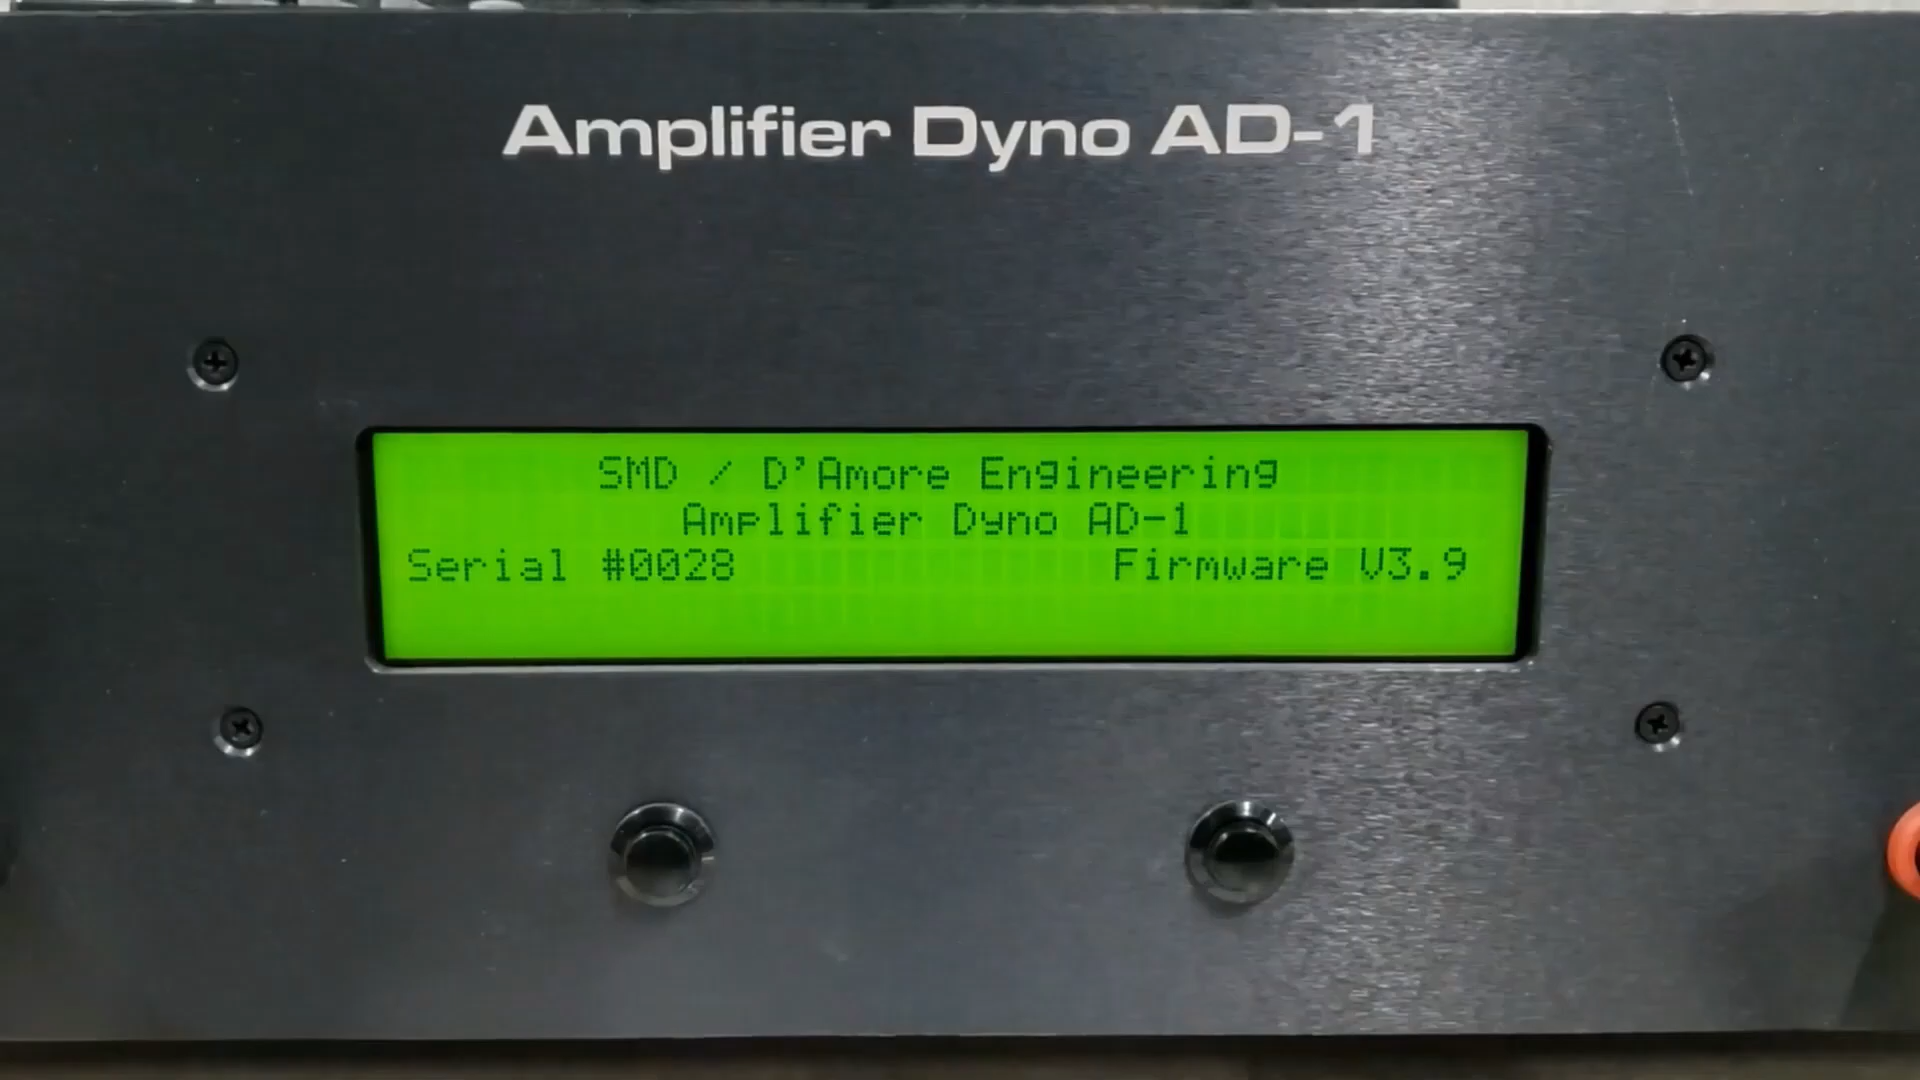 Amplifier Dyno AD-1
SMD / D'Amore Engineering
Amplifier Dyno AD-1
Serial #0028 Firmware V3.9